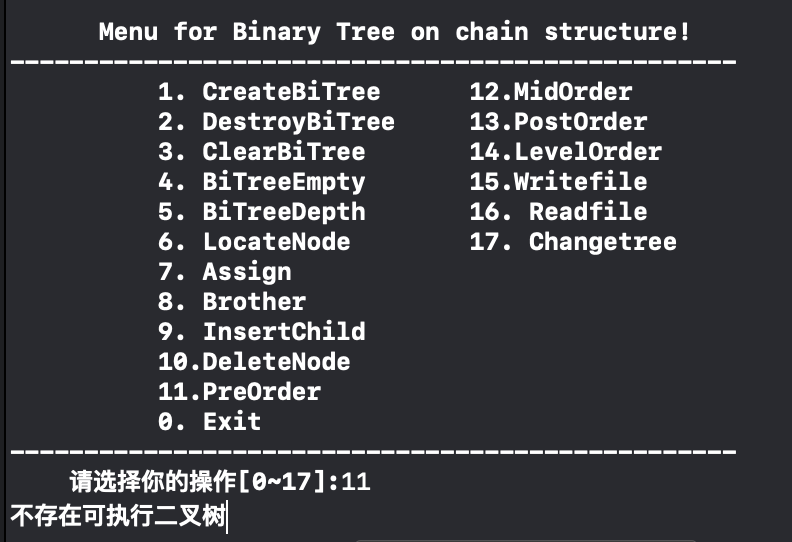 Menu for Binary Tree on chain structure!
-------------------------------------------------
1. CreateBiTree 12.MidOrder
2. DestroyBiTree 13.PostOrder
3. ClearBiTree 14.LevelOrder
4. BiTreeEmpty 15.Writefile
5. BiTreeDepth 16. Readfile
6. LocateNode 17. Changetree
7. Assign
8. Brother
9. InsertChild
10.DeleteNode
11.PreOrder
0. Exit
-------------------------------------------------
请选择你的操作[0~17]:11
不存在可执行二叉树